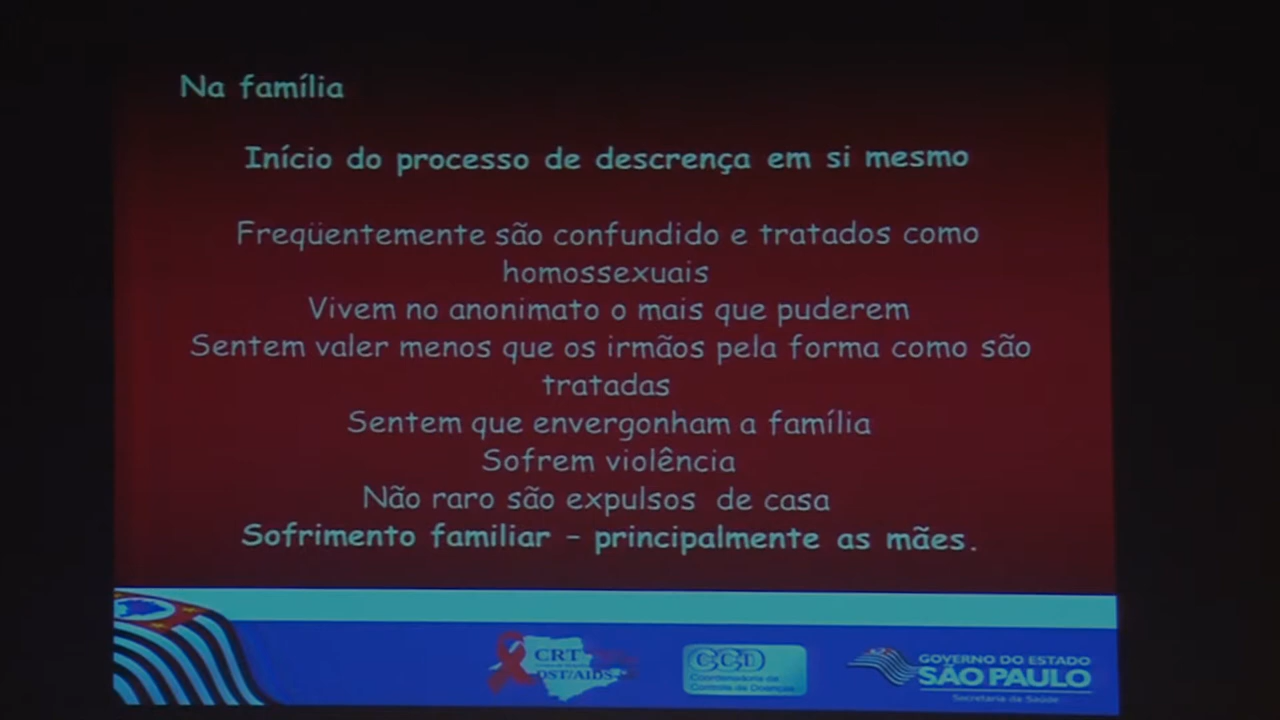 Na família
Início do processo de descrença em si mesmo
Freqüentemente são confundido e tratados como
homossexuais
Vivem no anonimato o mais que puderem
Sentem valer menos que os irmãos pela forma como são
tratadas
Sentem que envergonham a família
Sofrem violência
Não raro são expulsos de casa
Sofrimento familiar – principalmente as mães.
CRT
DST/AIDS
CCD
Coordenadoria de
Controle de Doenças
GOVERNO DO ESTADO
SÃO PAULO
Secretaria da Saúde